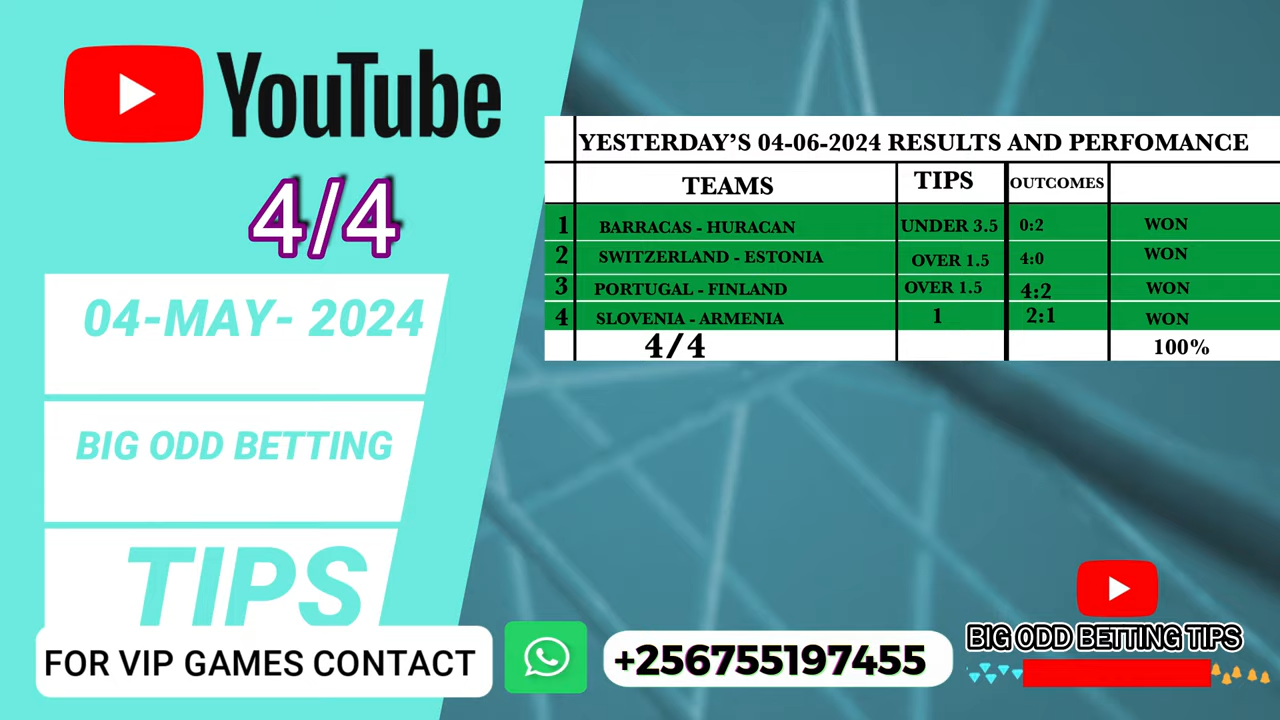 YouTube
4/4
04-MAY- 2024
BIG ODD BETTING
TIPS
YESTERDAY'S 04-06-2024 RESULTS AND PERFOMANCE
TEAMS TIPS OUTCOMES
1 BARRACAS - HURACAN UNDER 3.5 0:2 WON
2 SWITZERLAND - ESTONIA OVER 1.5 4:0 WON
3 PORTUGAL - FINLAND OVER 1.5 4:2 WON
4 SLOVENIA - ARMENIA 1 2:1 WON
4/4 100%
FOR VIP GAMES CONTACT
+256755197455
BIG ODD BETTING TIPS